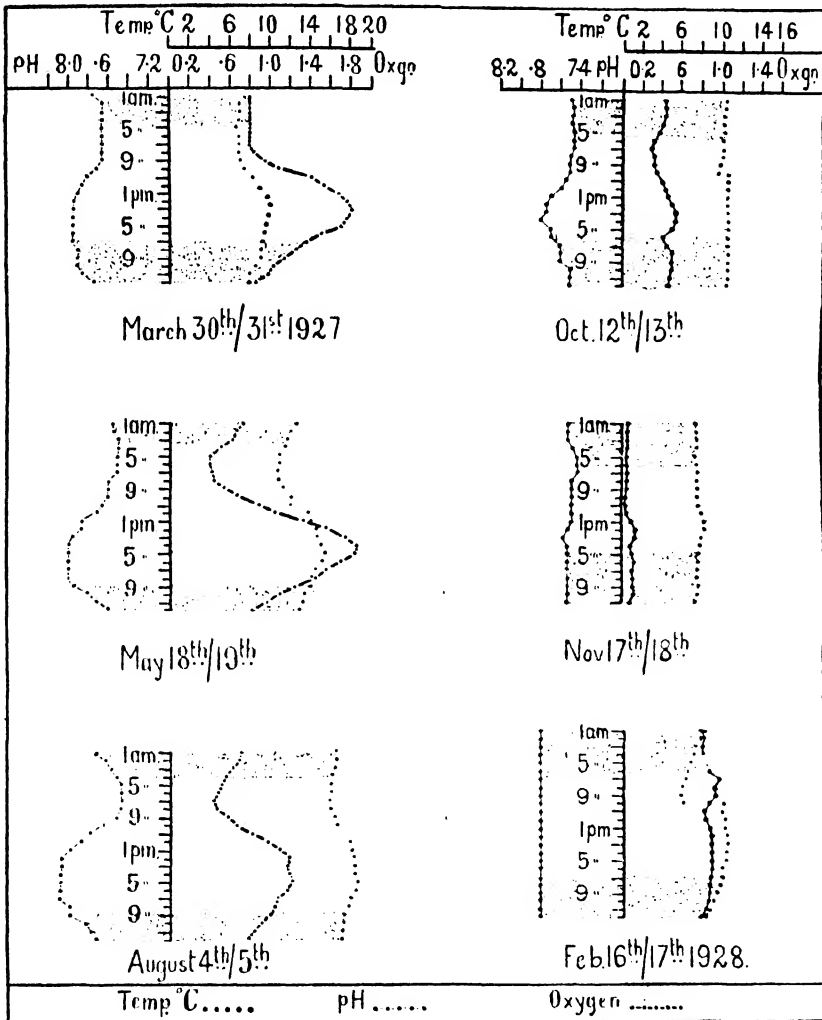 Temp °C 2 6 10 14 18 20
pH 8·0 ·6 7·2 0·2 ·6 1·0 1·4 1·8 Oxgn
Temp° C 2 6 10 14 16
8·2 ·8 7·4 pH 0·2 6 1·0 1·4 Oxgn
1am.
5"
9"
1pm.
5"
9"
March 30th/31st 1927
1am.
5"
9"
1pm
5"
9"
Oct. 12th/13th
1am.
5"
9"
1pm
5"
9"
May 18th/19th
1am.
5"
9"
1pm
5"
9"
Nov 17th/18th
1am.
5"
9"
1pm
5"
9"
August 4th/5th
1am
5"
9"
1pm
5"
9"
Feb. 16th/17th 1928.
Temp °C ..... pH ...... Oxygen ........